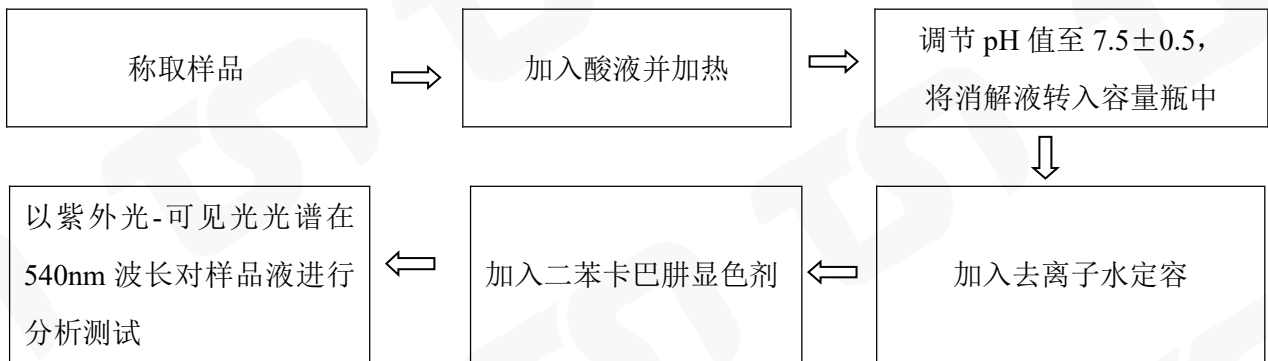 称取样品
加入酸液并加热
调节 pH 值至 7.5±0.5，
将消解液转入容量瓶中
加入去离子水定容
加入二苯卡巴肼显色剂
以紫外光-可见光光谱在
540nm 波长对样品液进行
分析测试